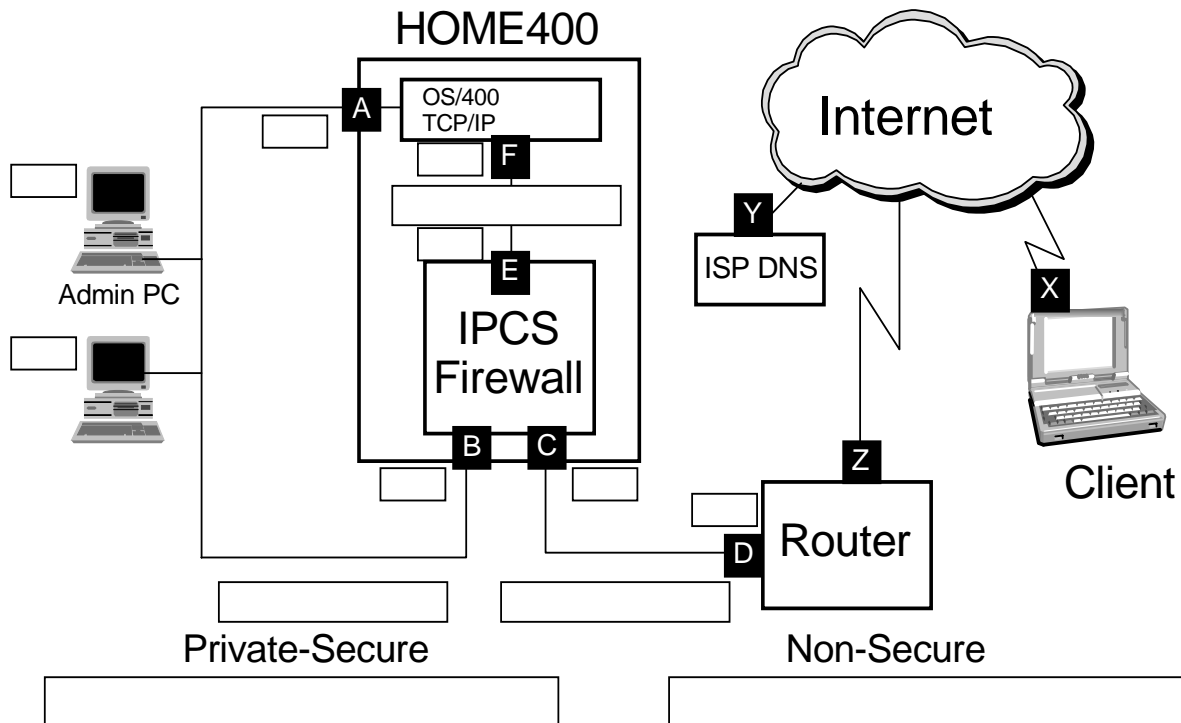 HOME400
A
OS/400
TCP/IP
F
Internet
Y
ISP DNS
Admin PC
E
IPCS
Firewall
X
B
C
Z
Client
D
Router
Private-Secure
Non-Secure